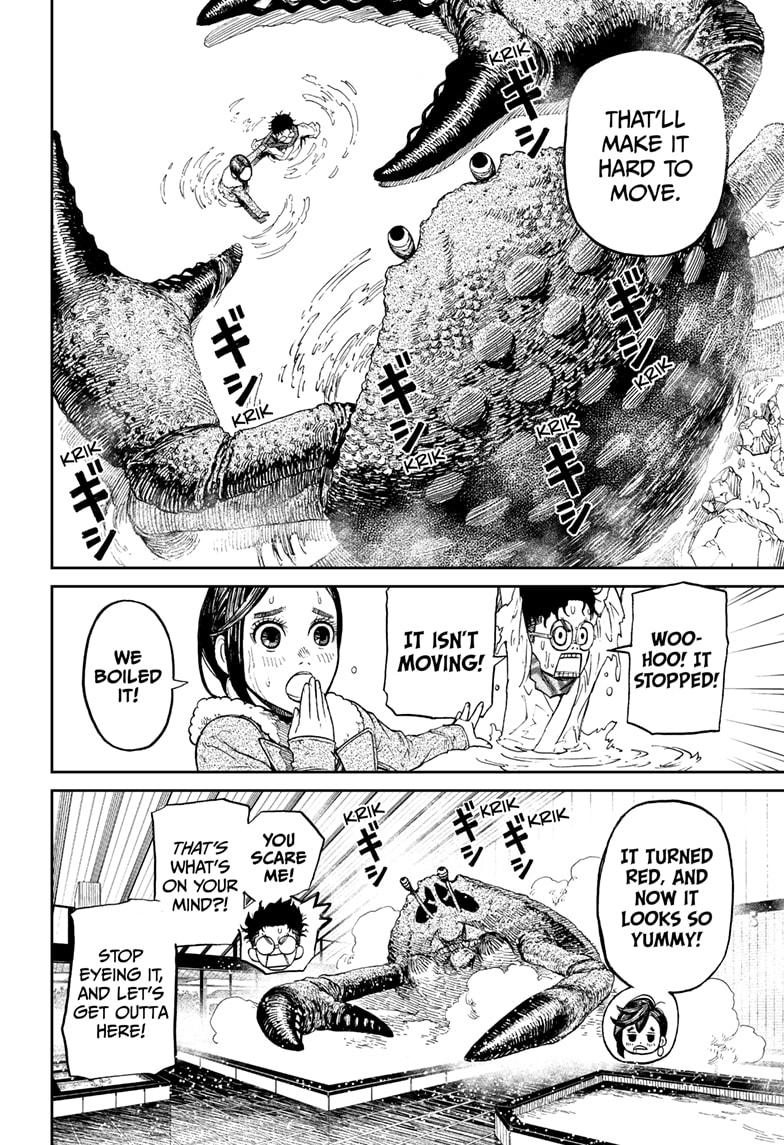 KRIK
ギシ
THAT'LL
MAKE IT
HARD TO
MOVE.
ギシ
KRIK
ギシ
KRIK
ギシ
KRIK
KRIK
ギシ
KRIK
ギシ
WOO-
HOO! IT
STOPPED!
IT ISN'T
MOVING!
WE
BOILED
IT!
IT TURNED
RED, AND
NOW IT
LOOKS SO
YUMMY!
KRIK
ギシ
KRIK
ギシ
KRIK
ギシ
YOU
SCARE
ME!
THAT'S
WHAT'S
ON YOUR
MIND?!
STOP
EYEING IT,
AND LET'S
GET OUTTA
HERE!